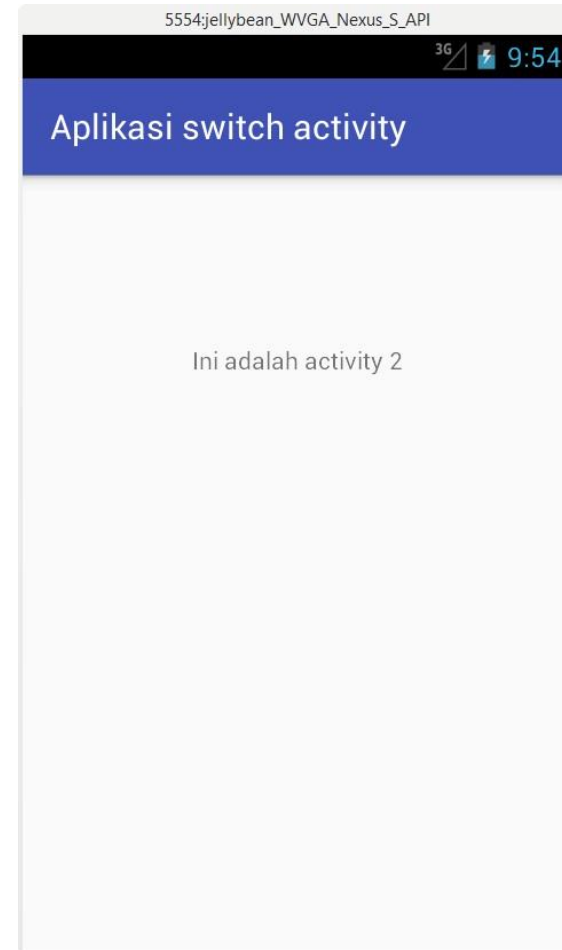 5554:jellybean_WVGA_Nexus_S_API
3G 9:54
Aplikasi switch activity
Ini adalah activity 2